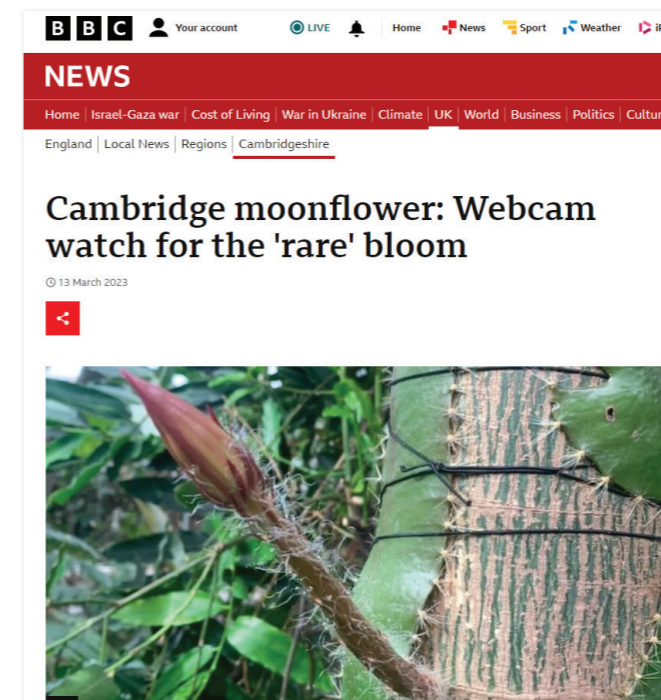 BBC Your account LIVE Home News Sport Weather
NEWS
Home Israel-Gaza war Cost of Living War in Ukraine Climate UK World Business Politics Cultur
England Local News Regions Cambridgeshire
Cambridge moonflower: Webcam
watch for the 'rare' bloom
13 March 2023